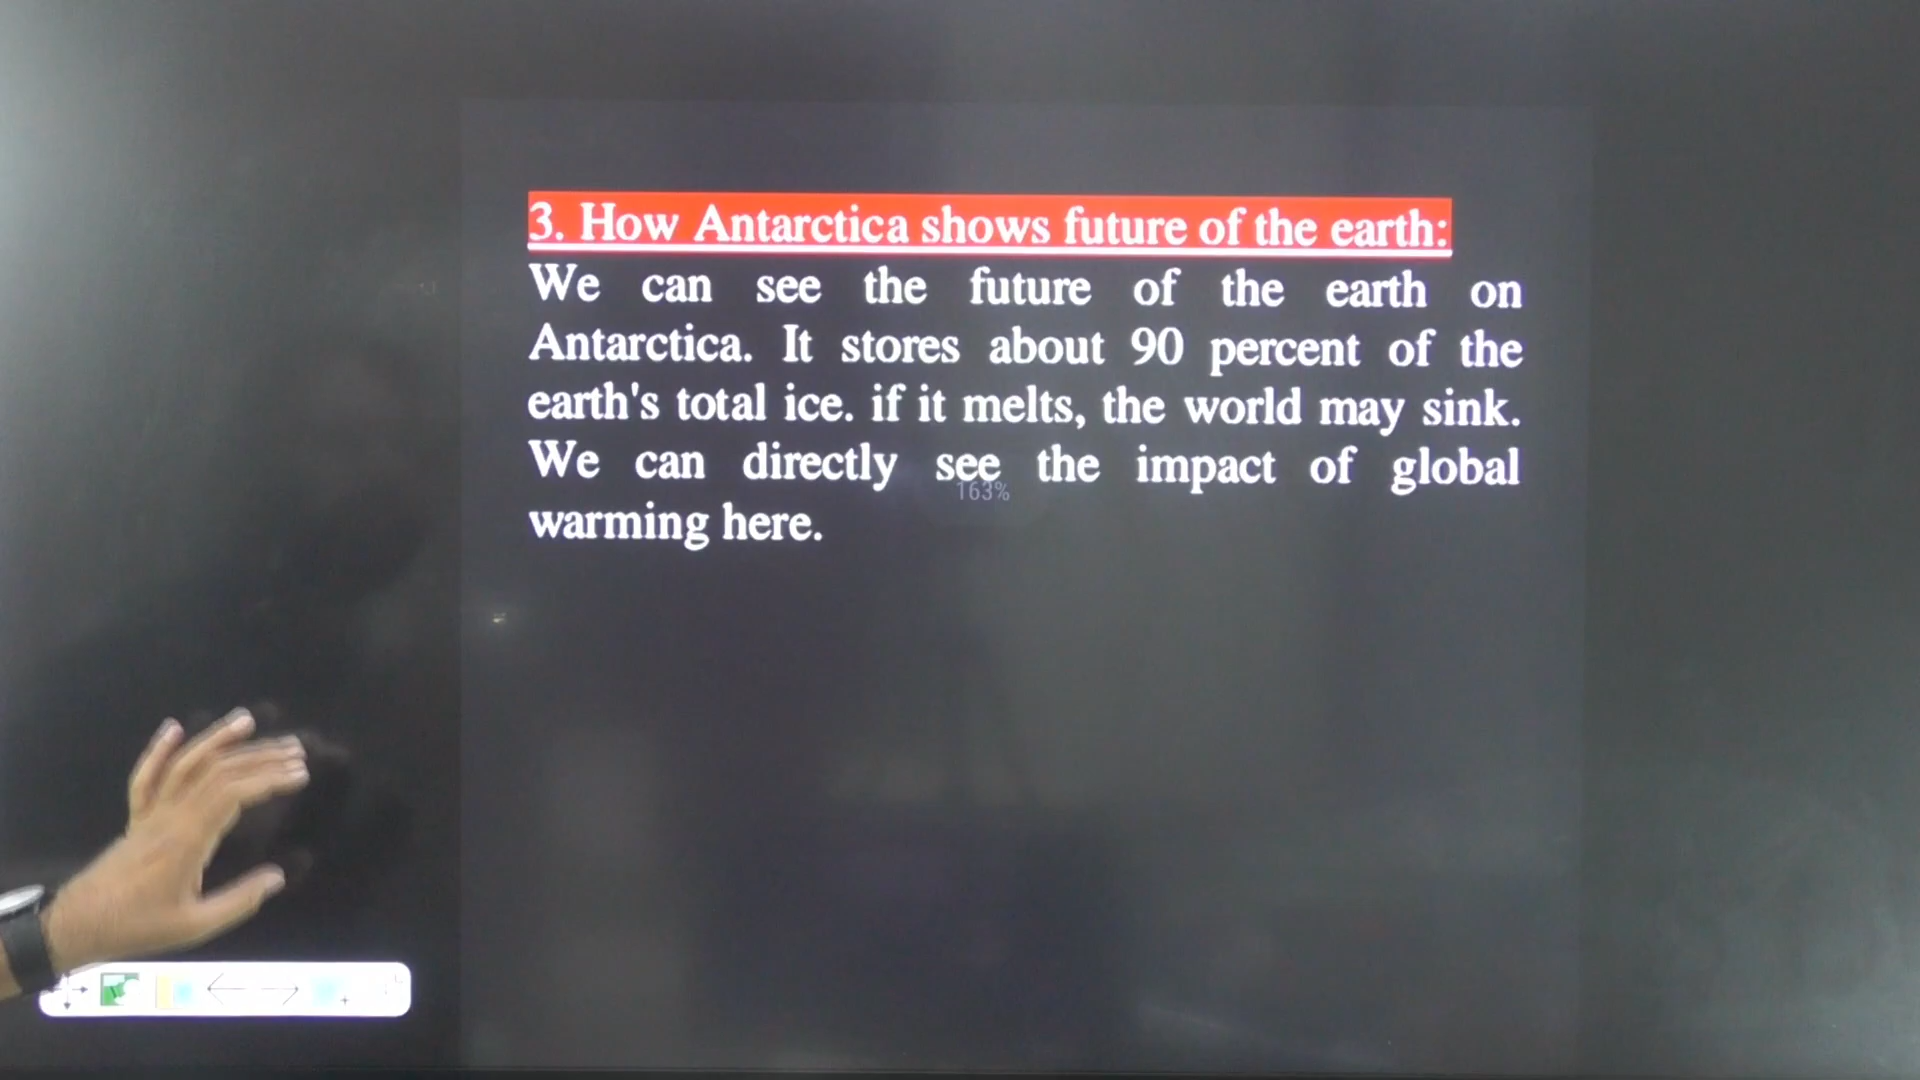 3. How Antarctica shows future of the earth:
We can see the future of the earth on
Antarctica. It stores about 90 percent of the
earth's total ice. if it melts, the world may sink.
We can directly see the impact of global
163%
warming here.